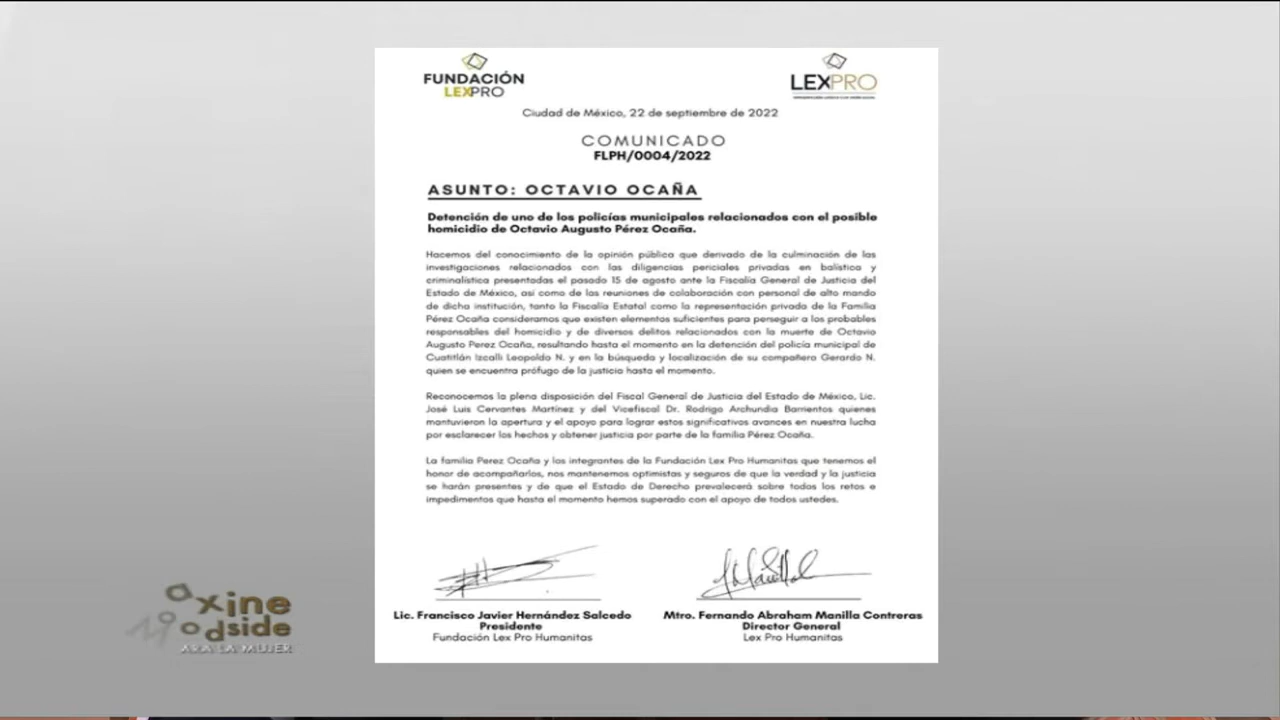 FUNDACIÓN
LEXPRO
LEXPRO
Ciudad de México, 22 de septiembre de 2022
COMUNICADO
FLPH/0004/2022
ASUNTO: OCTAVIO OCAÑA
Detención de uno de los policías municipales relacionados con el posible
homicidio de Octavio Augusto Pérez Ocaña.
Hacemos del conocimiento de la opinión pública que derivado de la culminación de las
investigaciones relacionados con las diligencias periciales privadas en balística y
criminalística presentadas el pasado 15 de agosto ante la Fiscalía General de Justicia del
Estado de México, asi como de las reuniones de colaboración con personal de alto mando
de dicha institución, tanto la Fiscalía Estatal como la representación privada de la Familia
Pérez Ocaña consideramos que existen elementos suficientes para perseguir a los probables
responsables del homicidio y de diversos delitos relacionados con la muerte de Octavio
Augusto Perez Ocaña, resultando hasta el momento en la detención del policía municipal de
Cuatitlán Izcalli Leopoldo N. y en la búsqueda y localización de su compañera Gerardo N.
quien se encuentra prófugo de la justicia hasta el momento.
Reconocemos la plena disposición del Fiscal General de Justicia del Estado de México, Lic.
José Luis Cervantes Martínez y del Vicefiscal Dr. Rodrigo Archundia Barrientos quienes
mantuvieron la apertura y el apoyo para lograr estos significativos avances en nuestra lucha
por esclarecer los hechos y obtener justicia por parte de la familia Pérez Ocaña.
La familia Perez Ocaña y los integrantes de la Fundación Lex Pro Humanitas que tenemos el
honor de acompañarlos, nos mantenemos optimistas y seguros de que la verdad y la justicia
se harán presentes y de que el Estado de Derecho prevalecerá sobre todos los retos e
impedimentos que hasta el momento hemos superado con el apoyo de todos ustedes.
Lic. Francisco Javier Hernández Salcedo
Presidente
Fundación Lex Pro Humanitas
Mtro. Fernando Abraham Manilla Contreras
Director General
Lex Pro Humanitas
xine
odside
ARA LA MUJER